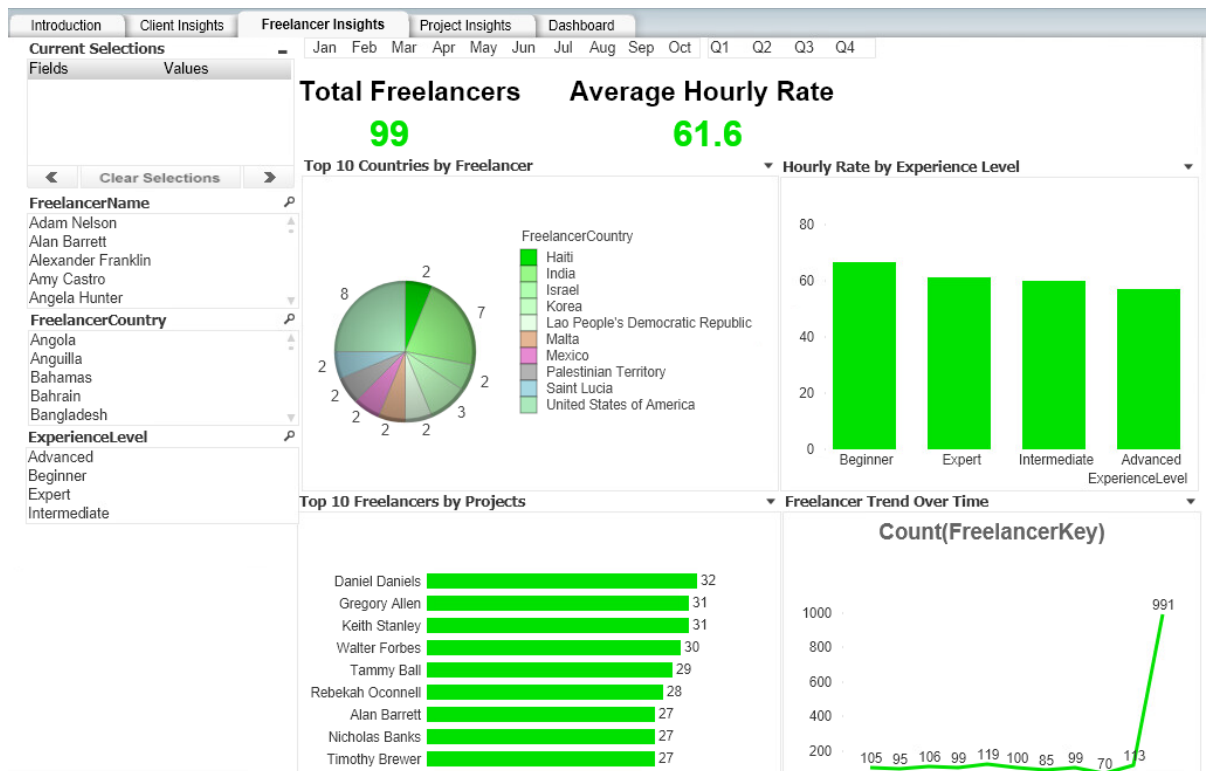 Introduction Client Insights Freelancer Insights Project Insights Dashboard
Current Selections
Fields Values
Clear Selections
FreelancerName
Adam Nelson
Alan Barrett
Alexander Franklin
Amy Castro
Angela Hunter
FreelancerCountry
Angola
Anguilla
Bahamas
Bahrain
Bangladesh
ExperienceLevel
Advanced
Beginner
Expert
Intermediate
Jan Feb Mar Apr May Jun Jul Aug Sep Oct Q1 Q2 Q3 Q4
Total Freelancers Average Hourly Rate
99 61.6
Top 10 Countries by Freelancer
2
7
2
3
2
2
2
2
2
8
FreelancerCountry
Haiti
India
Israel
Korea
Lao People's Democratic Republic
Malta
Mexico
Palestinian Territory
Saint Lucia
United States of America
Hourly Rate by Experience Level
80
60
40
20
0
Beginner Expert Intermediate Advanced
ExperienceLevel
Top 10 Freelancers by Projects
Daniel Daniels 32
Gregory Allen 31
Keith Stanley 31
Walter Forbes 30
Tammy Ball 29
Rebekah Oconnell 28
Alan Barrett 27
Nicholas Banks 27
Timothy Brewer 27
Freelancer Trend Over Time
Count(FreelancerKey)
1000
800
600
400
200
105 95 106 99 119 100 85 99 70 113 991